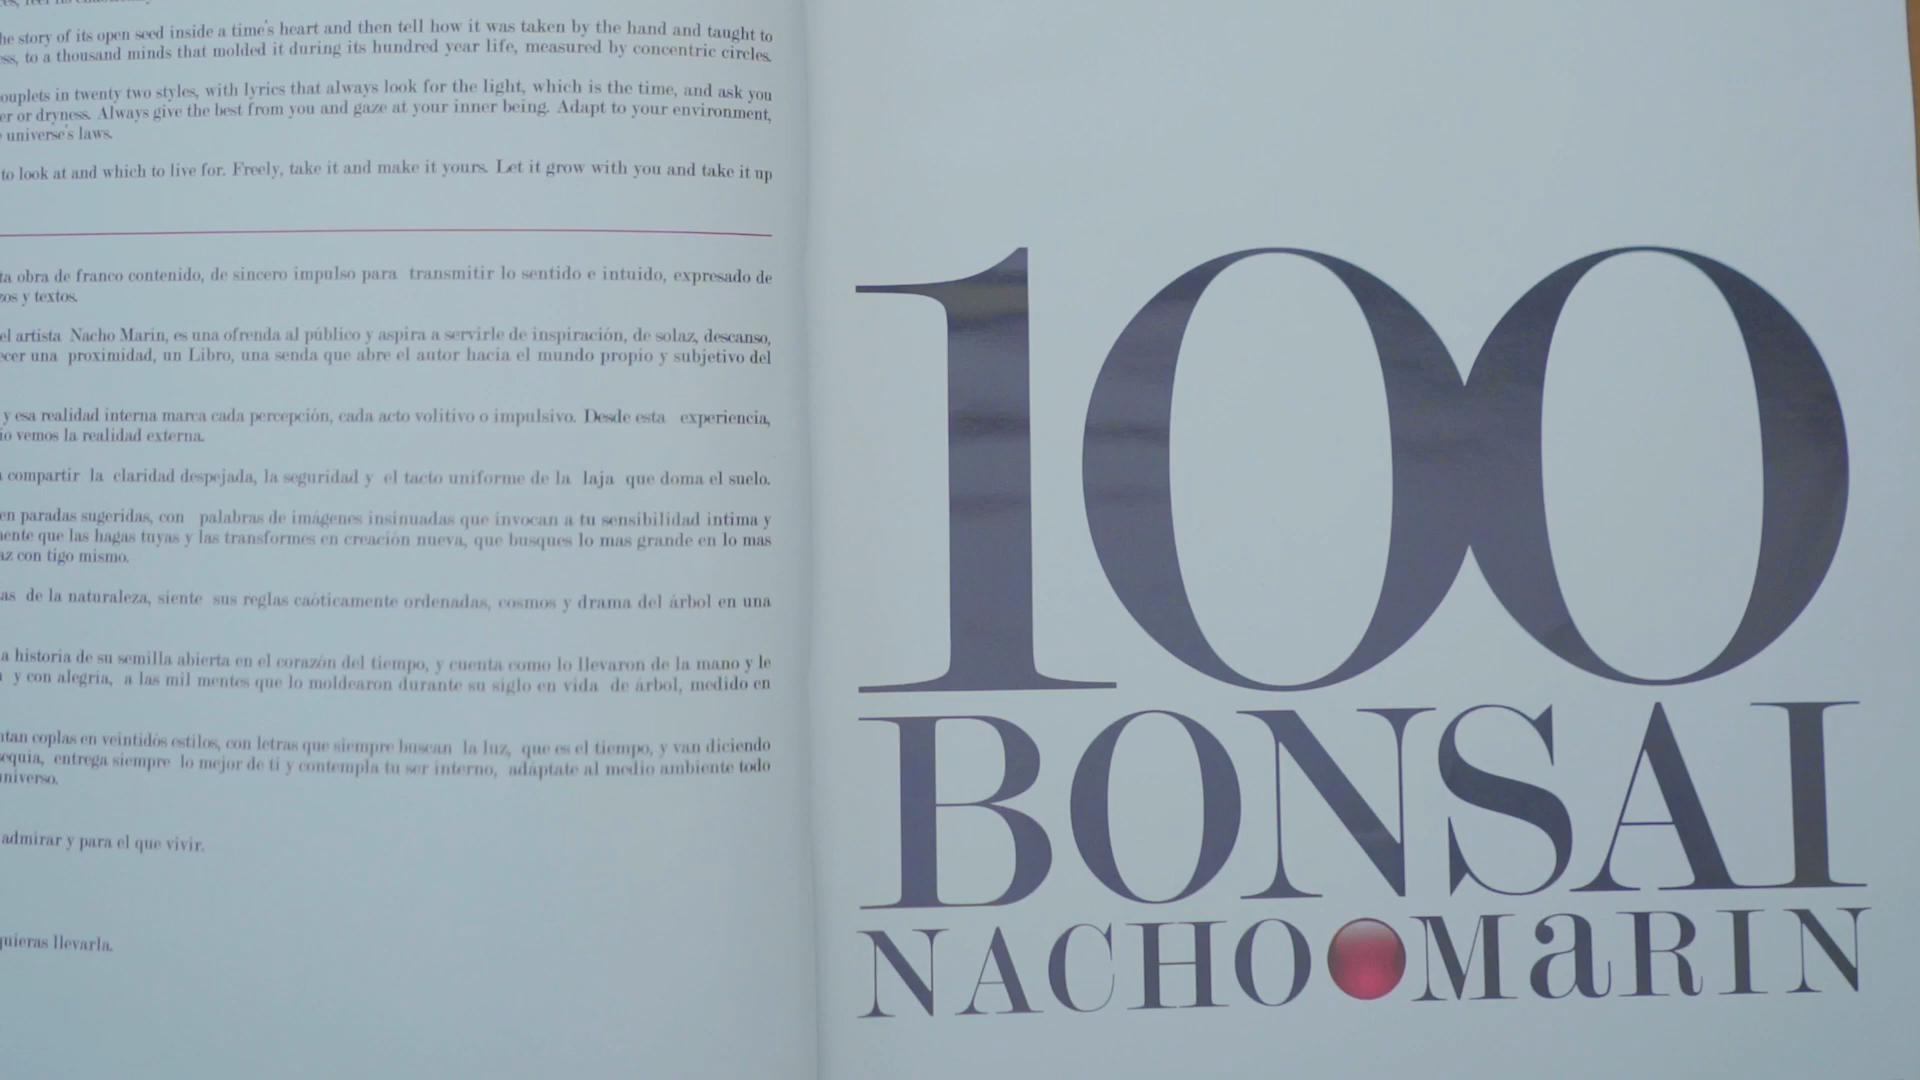 he story of its open seed inside a time's heart and then tell how it was taken by the hand and taught to
ss, to a thousand minds that molded it during its hundred year life, measured by concentric circles.
ouplets in twenty two styles, with lyrics that always look for the light, which is the time, and ask you
er or dryness. Always give the best from you and gaze at your inner being. Adapt to your environment,
universe's laws.
to look at and which to live for. Freely, take it and make it yours. Let it grow with you and take it up
ta obra de franco contenido, de sincero impulso para transmitir lo sentido e intuido, expresado de
zos y textos.
el artista Nacho Marin, es una ofrenda al público y aspira a servirle de inspiración, de solaz, descanso,
ecer una proximidad, un Libro, una senda que abre el autor hacia el mundo propio y subjetivo del
y esa realidad interna marca cada percepción, cada acto volitivo o impulsivo. Desde esta experiencia,
io vemos la realidad externa.
compartir la claridad despejada, la seguridad y el tacto uniforme de la laja que doma el suelo.
en paradas sugeridas, con palabras de imágenes insinuadas que invocan a tu sensibilidad intima y
ente que las hagas tuyas y las transformes en creación nueva, que busques lo mas grande en lo mas
az con tigo mismo.
as de la naturaleza, siente sus reglas caóticamente ordenadas, cosmos y drama del árbol en una
a historia de su semilla abierta en el corazón del tiempo, y cuenta como lo llevaron de la mano y le
y con alegria, a las mil mentes que lo moldearon durante su siglo en vida de árbol, medido en
ntan coplas en veintidós estilos, con letras que siempre buscan la luz, que es el tiempo, y van diciendo
equia, entrega siempre lo mejor de ti y contempla tu ser interno, adáptate al medio ambiente todo
niverso.
admirar y para el que vivir.
quieras llevarla.
100
BONSAI
NACHO MaRIN